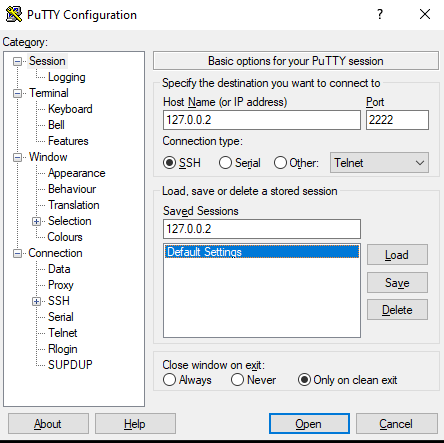 PuTTY Configuration
Category:
Session
Logging
Terminal
Keyboard
Bell
Features
Window
Appearance
Behaviour
Translation
Selection
Colours
Connection
Data
Proxy
SSH
Serial
Telnet
Rlogin
SUPDUP
Basic options for your PuTTY session
Specify the destination you want to connect to
Host Name (or IP address) Port
127.0.0.2 2222
Connection type:
SSH Serial Other: Telnet
Load, save or delete a stored session
Saved Sessions
127.0.0.2
Default Settings
Load
Save
Delete
Close window on exit:
Always Never Only on clean exit
About Help Open Cancel